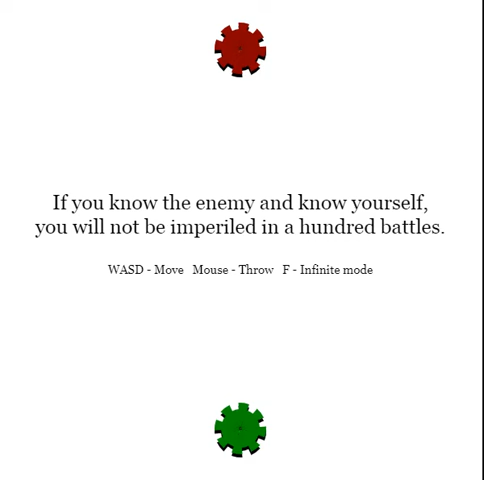 If you know the enemy and know yourself,
you will not be imperiled in a hundred battles.
WASD - Move Mouse - Throw F - Infinite mode